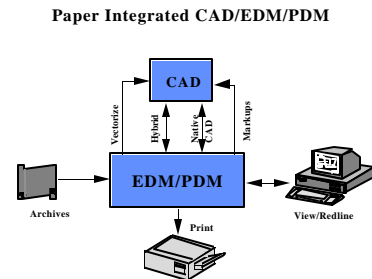 Paper Integrated CAD/EDM/PDM
CAD
Vectorize
Hybrid
Native
CAD
Markups
EDM/PDM
Archives
View/Redline
Print